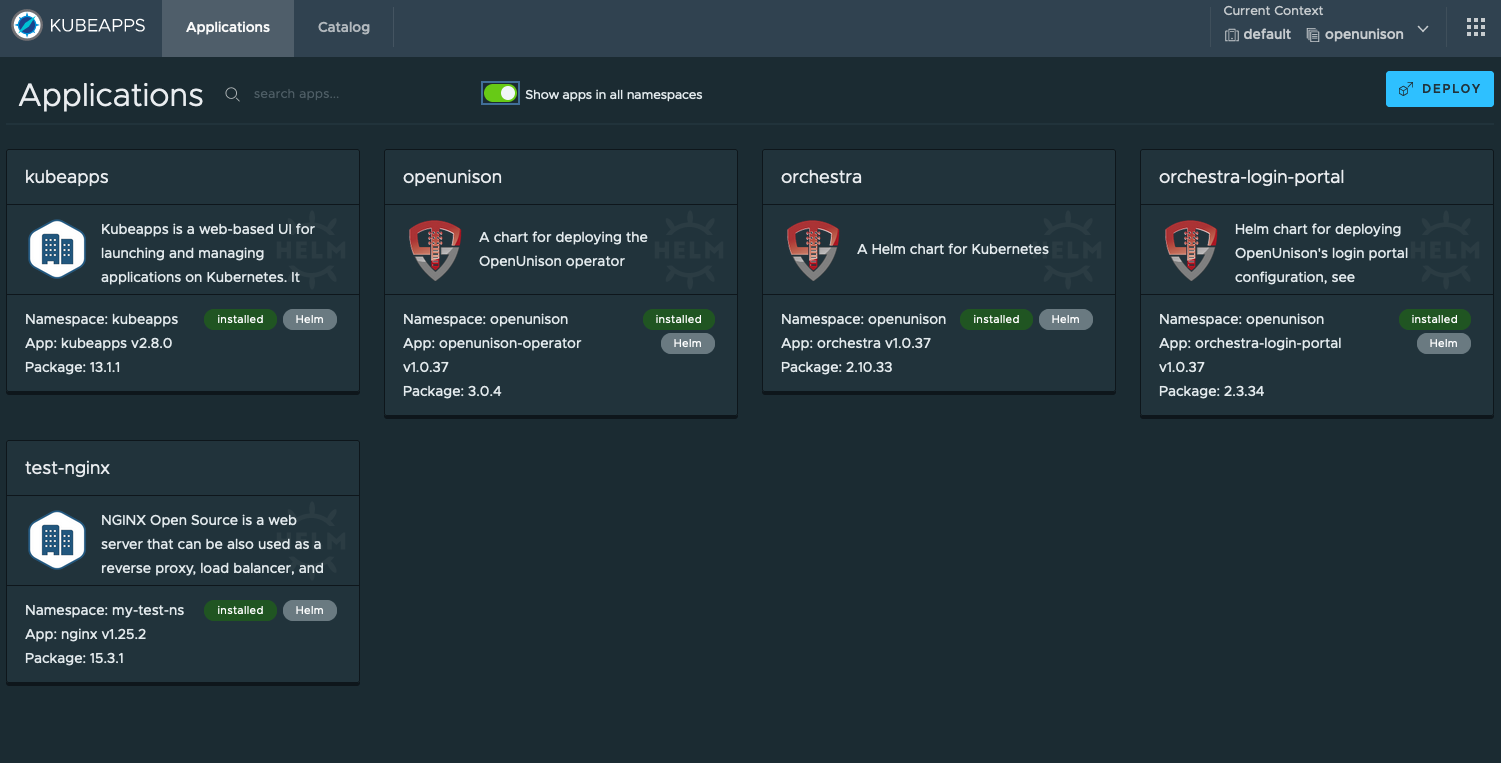 KUBEAPPS
Applications
Catalog
Current Context
default openunison
Applications
search apps...
Show apps in all namespaces
DEPLOY
kubeapps
HELM
Kubeapps is a web-based UI for
launching and managing
applications on Kubernetes. It
Namespace: kubeapps
installed
Helm
App: kubeapps v2.8.0
Package: 13.1.1
openunison
HELM
A chart for deploying the
OpenUnison operator
Namespace: openunison
installed
App: openunison-operator
Helm
v1.0.37
Package: 3.0.4
orchestra
HELM
A Helm chart for Kubernetes
Namespace: openunison
installed
Helm
App: orchestra v1.0.37
Package: 2.10.33
orchestra-login-portal
HELM
Helm chart for deploying
OpenUnison's login portal
configuration, see
Namespace: openunison
installed
App: orchestra-login-portal
Helm
v1.0.37
Package: 2.3.34
test-nginx
HELM
NGINX Open Source is a web
server that can be also used as a
reverse proxy, load balancer, and
Namespace: my-test-ns
installed
Helm
App: nginx v1.25.2
Package: 15.3.1